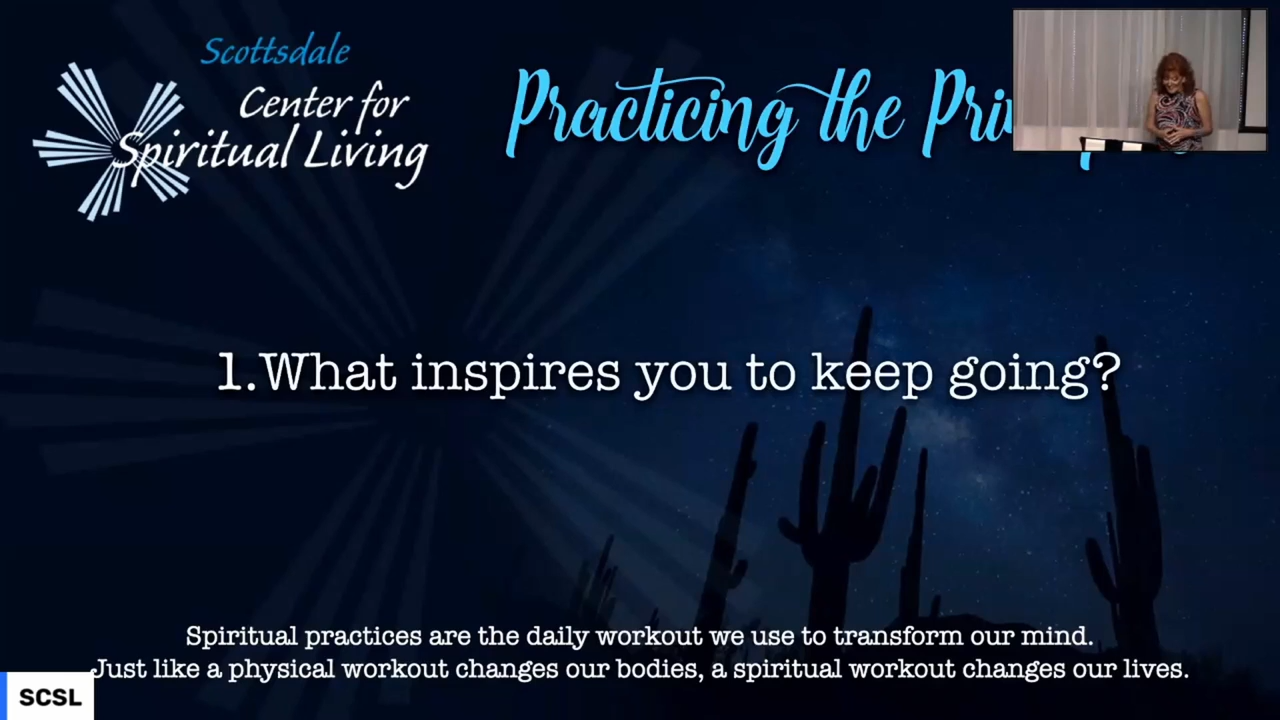 Scottsdale
Center for
Spiritual Living
Practicing the
1. What inspires you to keep going?
Spiritual practices are the daily workout we use to transform our mind.
Just like a physical workout changes our bodies, a spiritual workout changes our lives.
SCSL